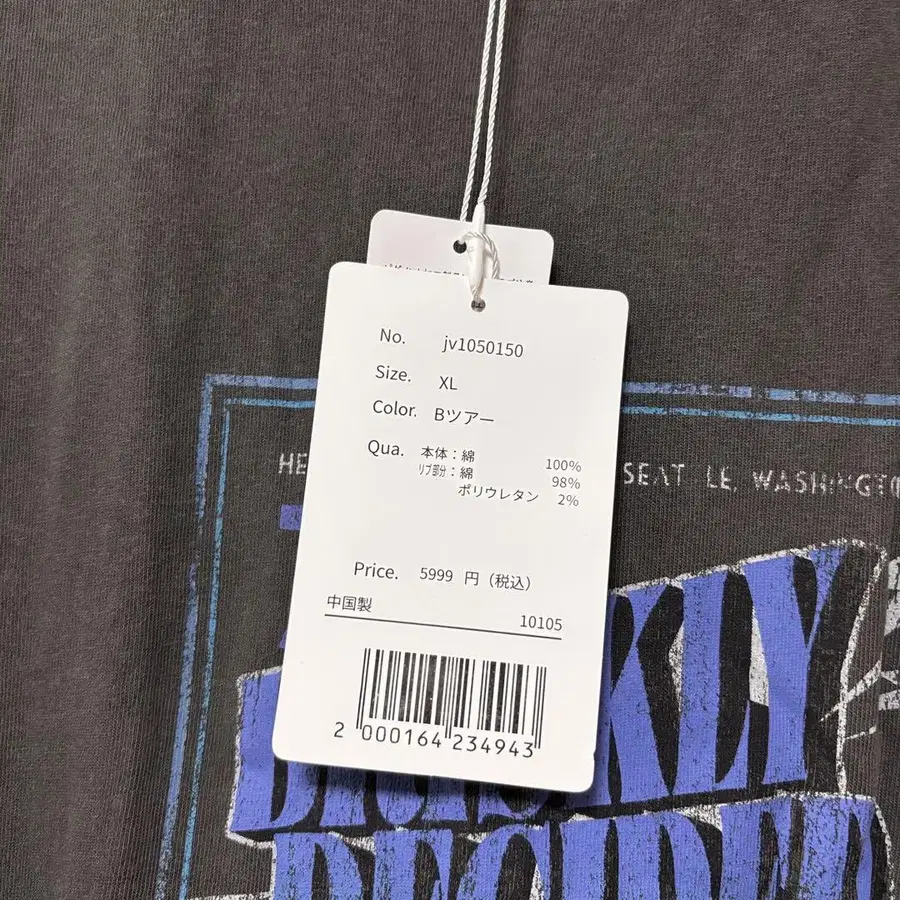 No. jv1050150
Size. XL
Color. Bツアー
Qua. 本体：綿 100%
リブ部分：綿 98%
ポリウレタン 2%
Price. 5999 円（税込）
中国製
10105
2 000164 234943
HE
SEAT LE, WASHINGTO